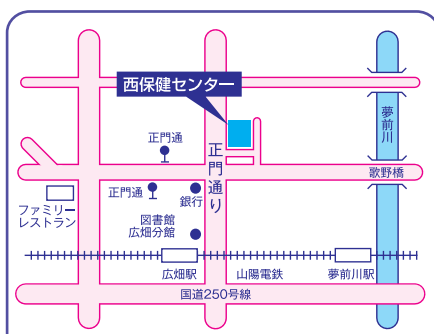 西保健センター
夢前川
正門通
正門通り
歌野橋
正門通
銀行
ファミリー
レストラン
図書館
広畑分館
広畑駅
山陽電鉄
夢前川駅
国道250号線